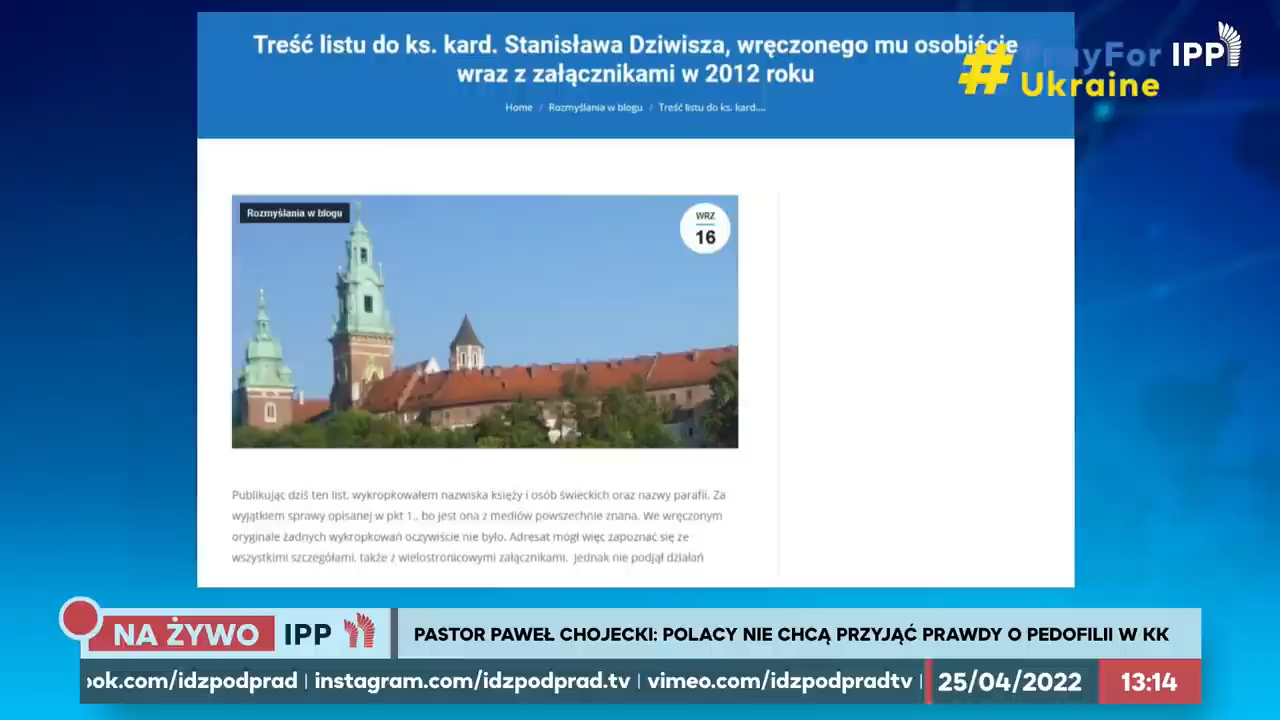 Treść listu do ks. kard. Stanisława Dziwisza, wręczonego mu osobiście
wraz z załącznikami w 2012 roku
Home / Rozmyślania w blogu / Treść listu do ks. kard....
#PrayFor
Ukraine
IPP
Rozmyślania w blogu
WRZ
16
Publikując dziś ten list, wykropkowałem nazwiska księży i osób świeckich oraz nazwy parafii. Za
wyjątkiem sprawy opisanej w pkt 1., bo jest ona z mediów powszechnie znana. We wręczonym
oryginale żadnych wykropkowań oczywiście nie było. Adresat mógł więc zapoznać się ze
wszystkimi szczegółami, także z wielostronicowymi załącznikami. Jednak nie podjął działań
NA ŻYWO IPP
PASTOR PAWEŁ CHOJECKI: POLACY NIE CHCĄ PRZYJĄĆ PRAWDY O PEDOFILII W KK
ook.com/idzpodprad | instagram.com/idzpodprad.tv | vimeo.com/idzpodpradtv |
25/04/2022
13:14